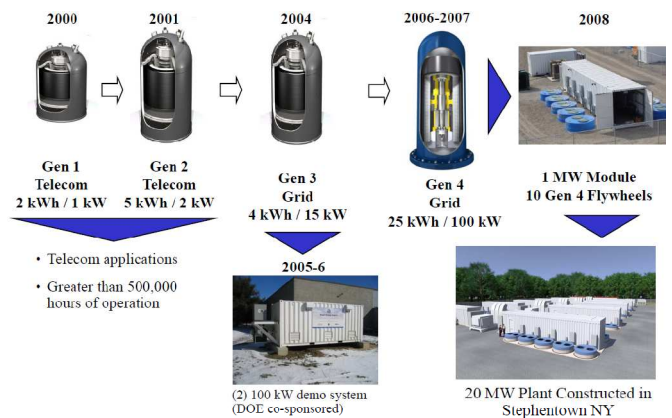 2000
2001
2004
2006-2007
2008
Gen 1
Telecom
2 kWh / 1 kW
Gen 2
Telecom
5 kWh / 2 kW
Gen 3
Grid
4 kWh / 15 kW
Gen 4
Grid
25 kWh / 100 kW
1 MW Module
10 Gen 4 Flywheels
• Telecom applications
• Greater than 500,000
hours of operation
2005-6
(2) 100 kW demo system
(DOE co-sponsored)
20 MW Plant Constructed in
Stephentown NY